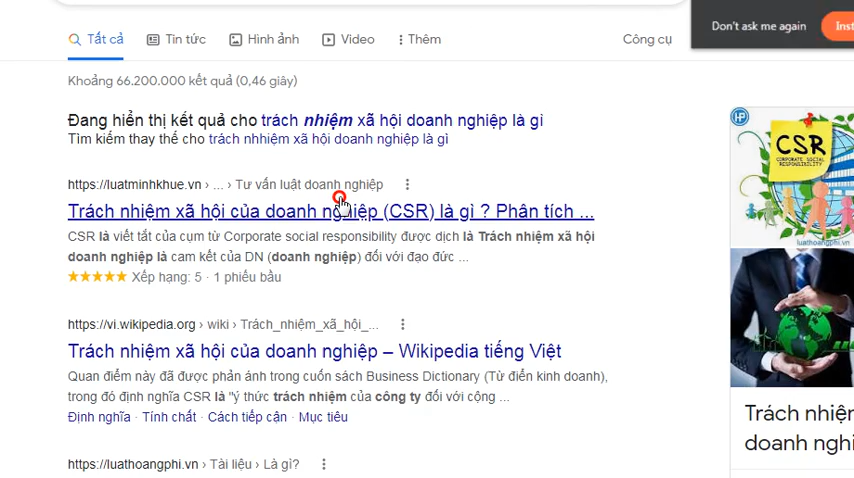 Don't ask me again
Tất cả
Tin tức
Hình ảnh
Video
Thêm
Công cụ
Khoảng 66.200.000 kết quả (0,46 giây)
Đang hiển thị kết quả cho trách nhiệm xã hội doanh nghiệp là gì
Tìm kiếm thay thế cho trách nhhiệm xã hội doanh nghiệp là gì
https://luatminhkhue.vn › ... › Tư vấn luật doanh nghiệp
Trách nhiệm xã hội của doanh nghiệp (CSR) là gì ? Phân tích ...
CSR là viết tắt của cụm từ Corporate social responsibility được dịch là Trách nhiệm xã hội
doanh nghiệp là cam kết của DN (doanh nghiệp) đối với đạo đức ...
Xếp hạng: 5 · 1 phiếu bầu
https://vi.wikipedia.org › wiki › Trách_nhiệm_xã_hội_...
Trách nhiệm xã hội của doanh nghiệp – Wikipedia tiếng Việt
Quan điểm này đã được phản ánh trong cuốn sách Business Dictionary (Từ điển kinh doanh),
trong đó định nghĩa CSR là "ý thức trách nhiệm của công ty đối với cộng ...
Định nghĩa · Tính chất · Cách tiếp cận · Mục tiêu
https://luathoangphi.vn › Tài liệu › Là gì?
HP
CSR
CORPORATE SOCIAL
RESPONSIBILITY
luathoangphi.vn
Trách nhiệm
doanh nghi